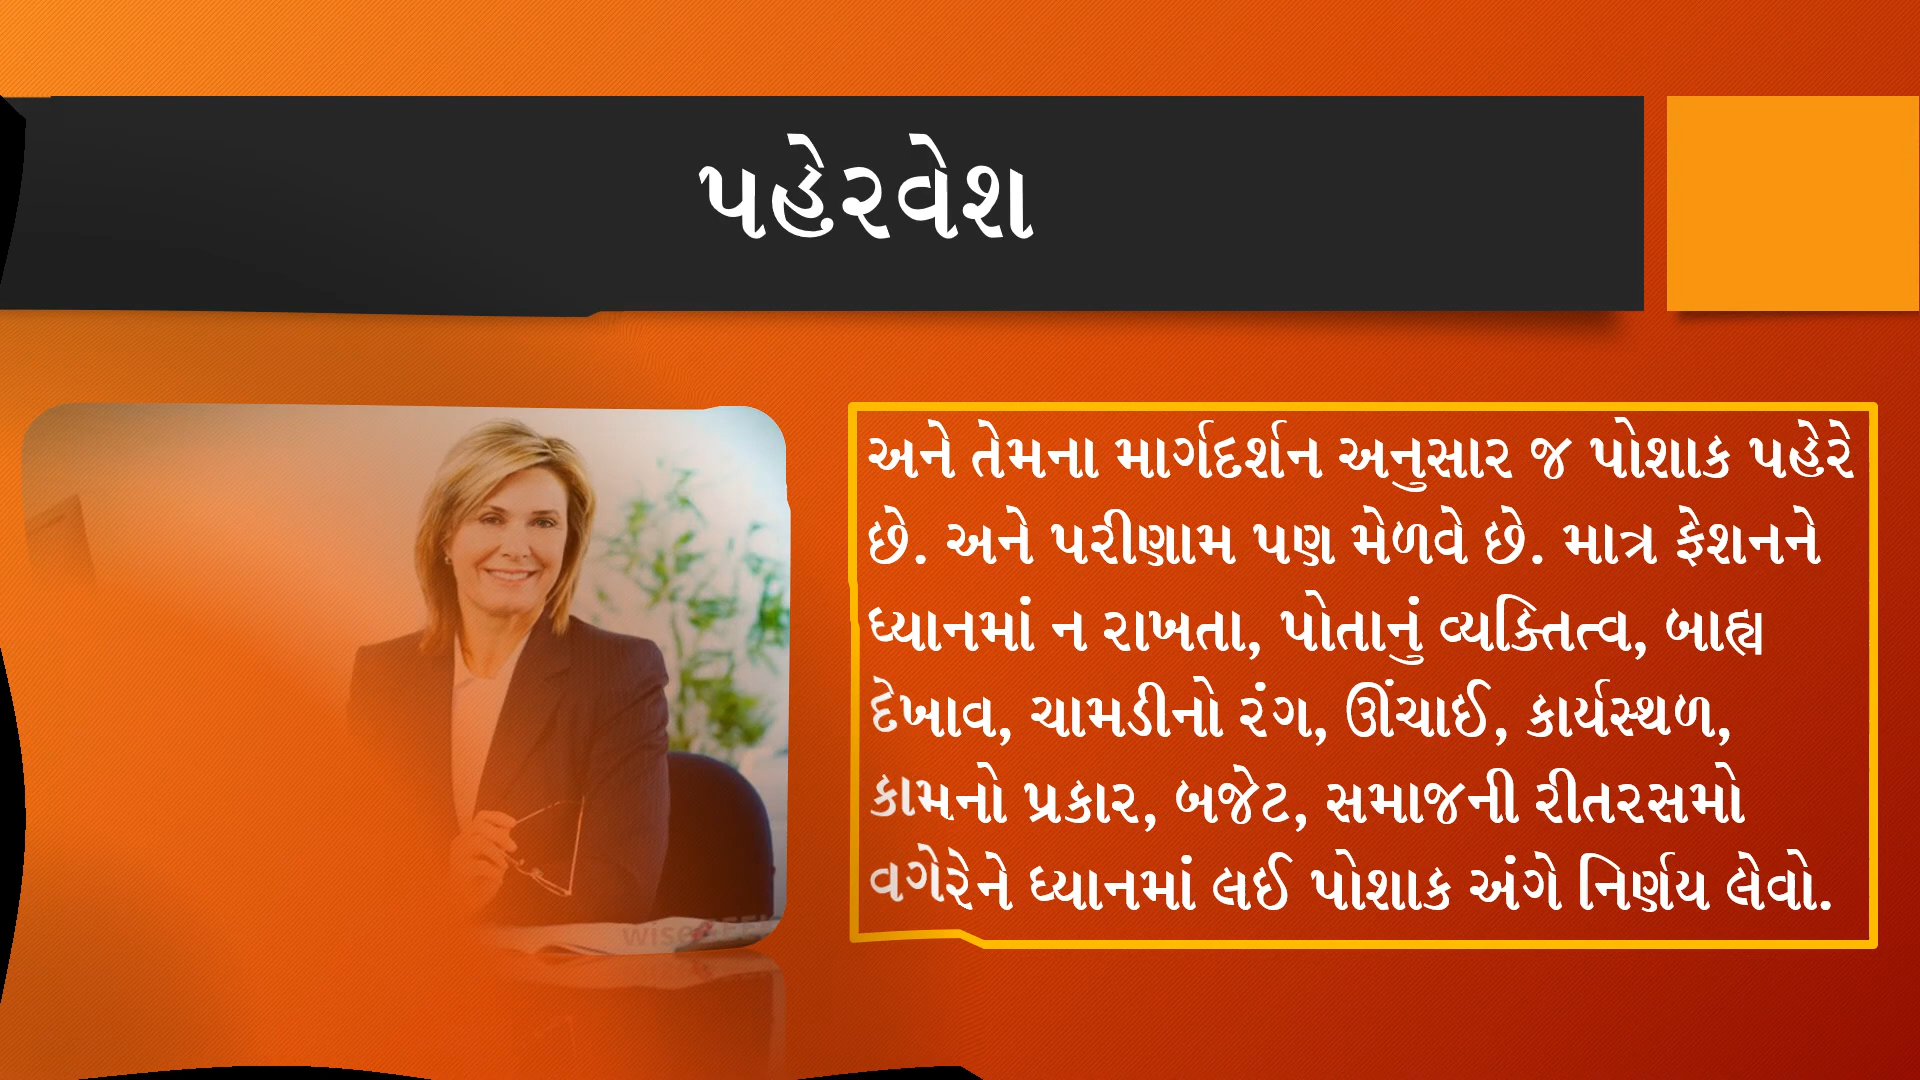 પહેરવેશ
અને તેમના માર્ગદર્શન અનુસાર જ પોશાક પહેરે
છે. અને પરીણામ પણ મેળવે છે. માત્ર ફેશનને
ધ્યાનમાં ન રાખતા, પોતાનું વ્યક્તિત્વ, બાહ્ય
દેખાવ, ચામડીનો રંગ, ઊંચાઈ, કાર્યસ્થળ,
કામનો પ્રકાર, બજેટ, સમાજની રીતરસમો
વગેરેને ધ્યાનમાં લઈ પોશાક અંગે નિર્ણય લેવો.
wiseGEEK